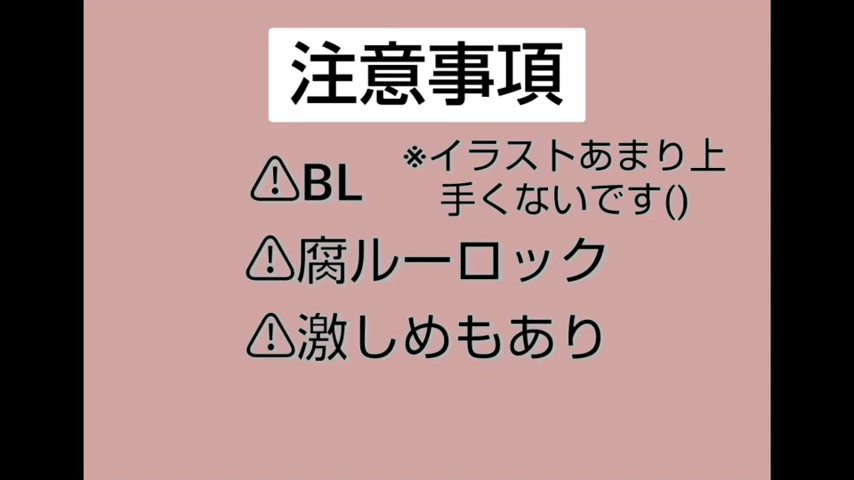 注意事項
⚠BL
※イラストあまり上
手くないです()
⚠腐ルーロック
⚠激しめもあり